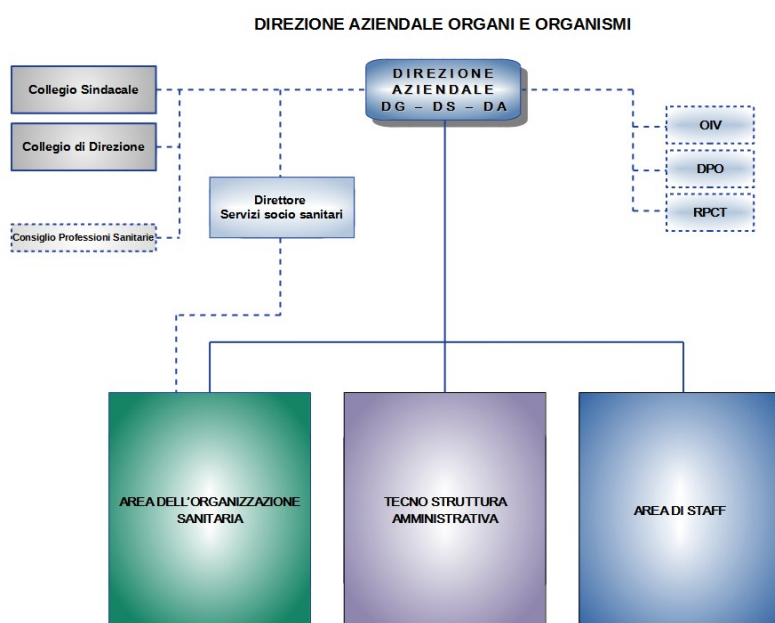 DIREZIONE AZIENDALE ORGANI E ORGANISMI
DIREZIONE
AZIENDALE
DG – DS – DA
Collegio Sindacale
Collegio di Direzione
Consiglio Professioni Sanitarie
Direttore
Servizi socio sanitari
OIV
DPO
RPCT
AREA DELL'ORGANIZZAZIONE
SANITARIA
TECNO STRUTTURA
AMMINISTRATIVA
AREA DI STAFF